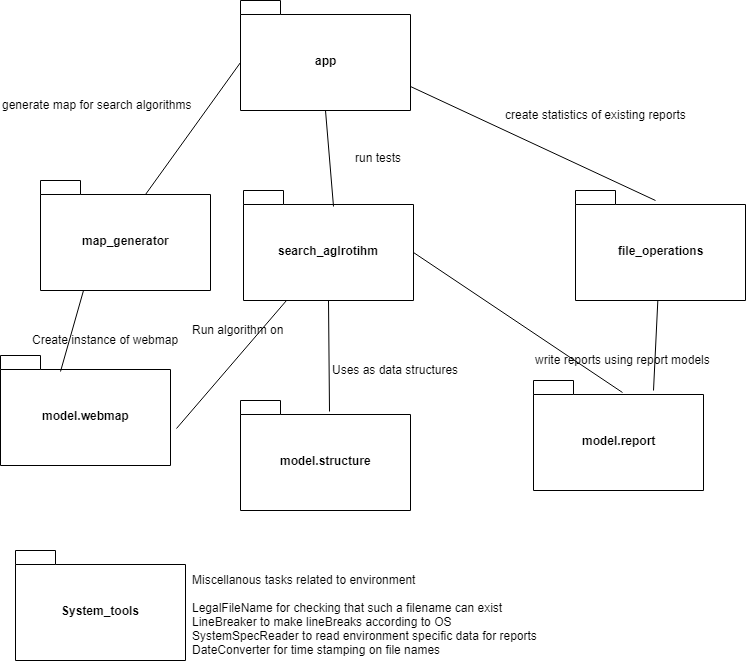 app
generate map for search algorithms
create statistics of existing reports
run tests
map_generator
search_aglrotihm
file_operations
Create instance of webmap
Run algorithm on
Uses as data structures
write reports using report models
model.webmap
model.structure
model.report
System_tools
Miscellanous tasks related to environment
LegalFileName for checking that such a filename can exist
LineBreaker to make lineBreaks according to OS
SystemSpecReader to read environment specific data for reports
DateConverter for time stamping on file names